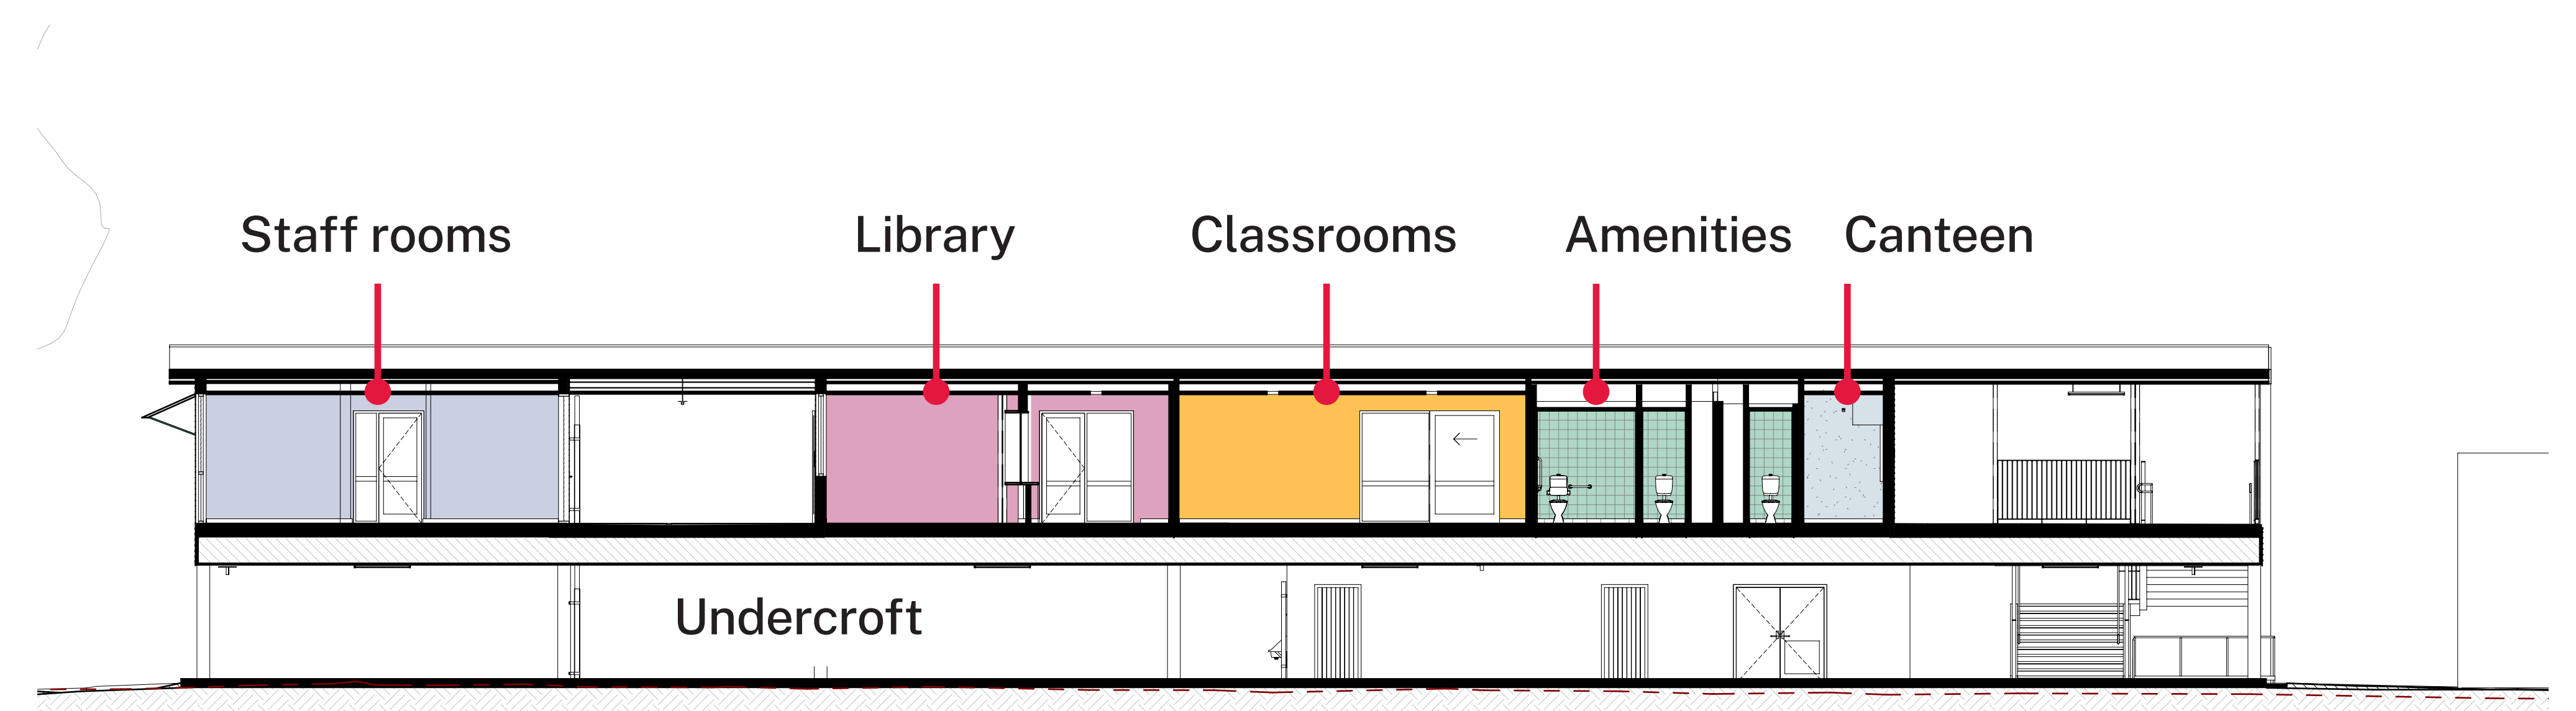 Staff rooms
Library
Classrooms
Amenities
Canteen
Undercroft